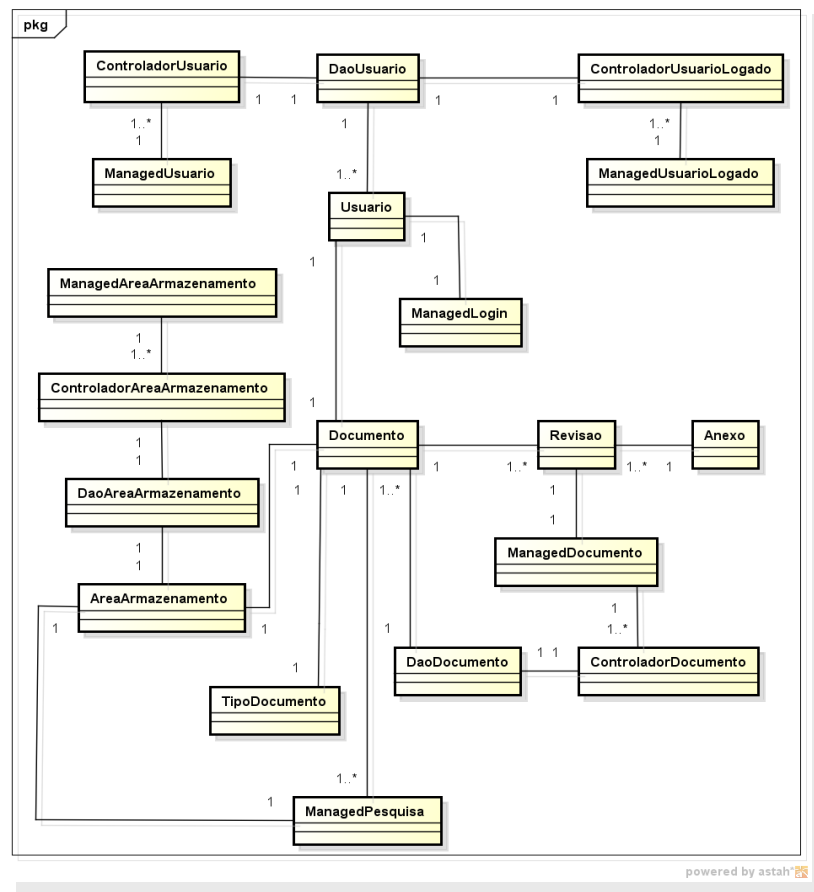 pkg
ControladorUsuario
DaoUsuario
ControladorUsuarioLogado
1 1
1 1
1..*
1
1
1..*
1
ManagedUsuario
ManagedUsuarioLogado
1..*
Usuario
1
1
1
ManagedAreaArmazenamento
ManagedLogin
1
1..*
ControladorAreaArmazenamento
1
Documento
Revisao
Anexo
1
1
1
1 1..*
1..* 1
1 1 1..*
1
DaoAreaArmazenamento
1
ManagedDocumento
1
1
AreaArmazenamento
1
1 1
1
1..*
1 1
DaoDocumento
ControladorDocumento
1
TipoDocumento
1..*
1
ManagedPesquisa
powered by astah*